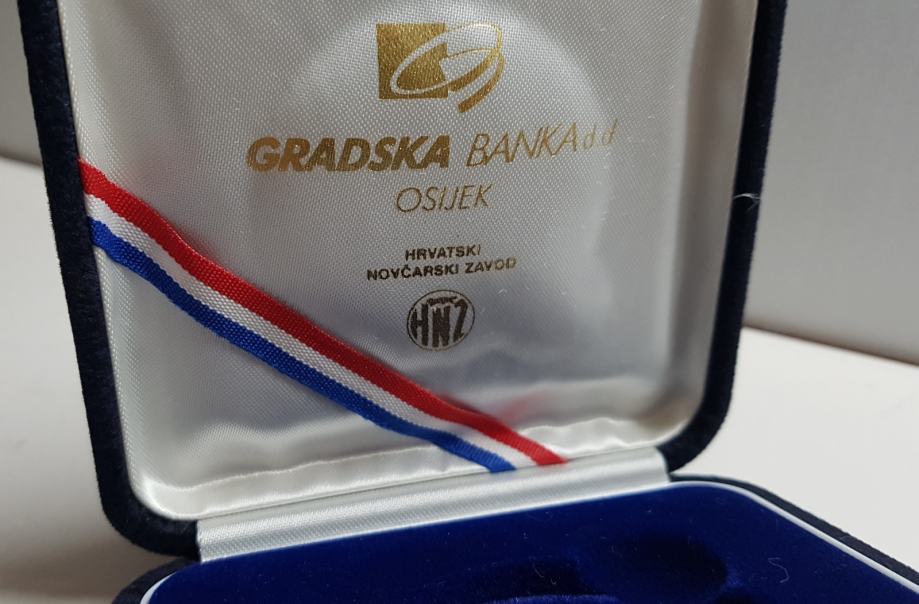 GRADSKA BANKA d.d
OSIJEK
HRVATSKI
NOVČARSKI ZAVOD
HNZ